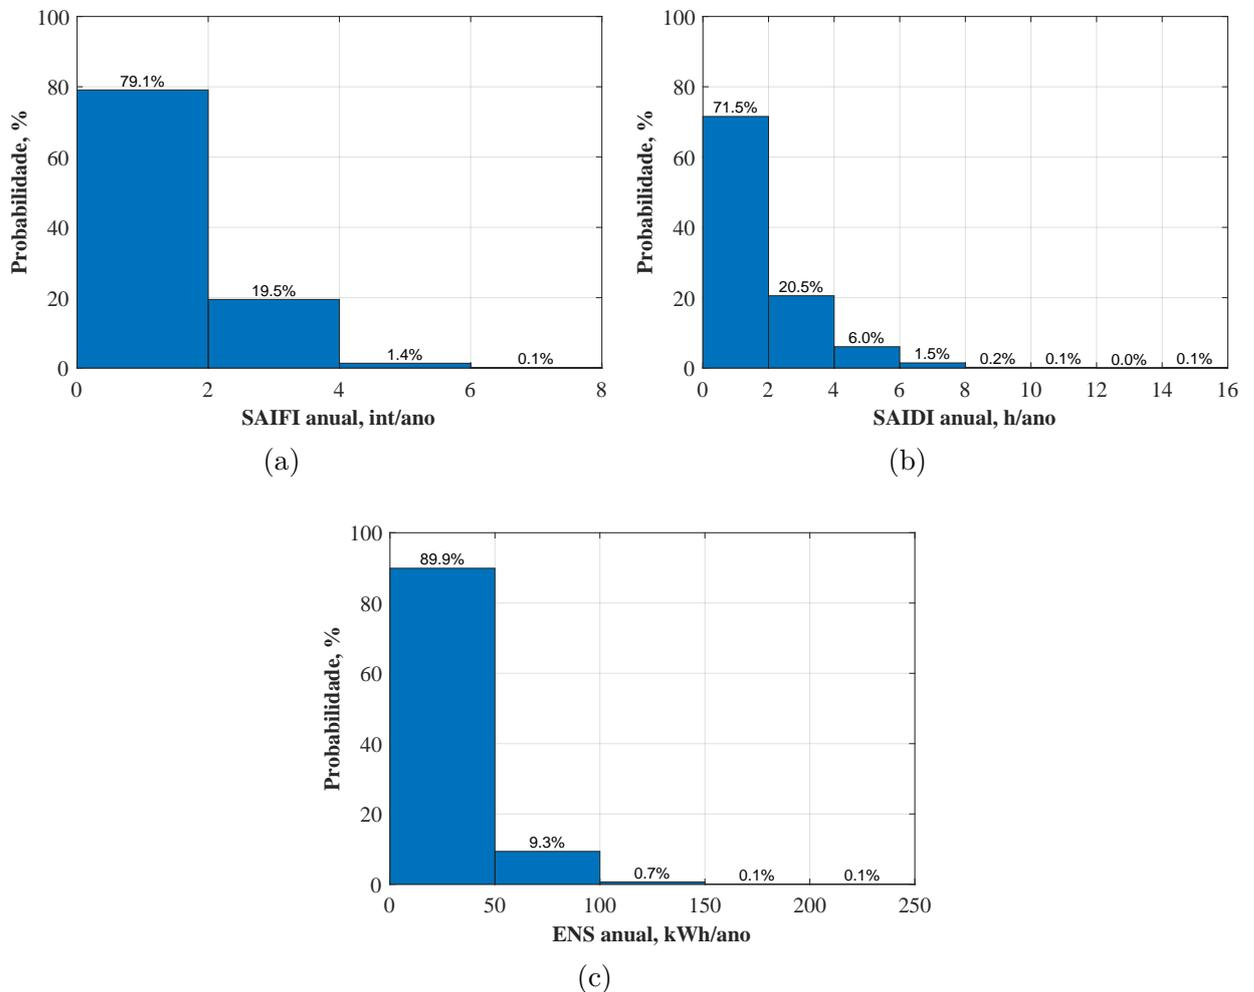 100
80
60
40
20
0
Probabilidade, %
79.1%
19.5%
1.4%
0.1%
0 2 4 6 8
SAIFI anual, int/ano
(a)
100
80
60
40
20
0
Probabilidade, %
71.5%
20.5%
6.0%
1.5%
0.2%
0.1%
0.0%
0.1%
0 2 4 6 8 10 12 14 16
SAIDI anual, h/ano
(b)
100
80
60
40
20
0
Probabilidade, %
89.9%
9.3%
0.7%
0.1%
0.1%
0 50 100 150 200 250
ENS anual, kWh/ano
(c)